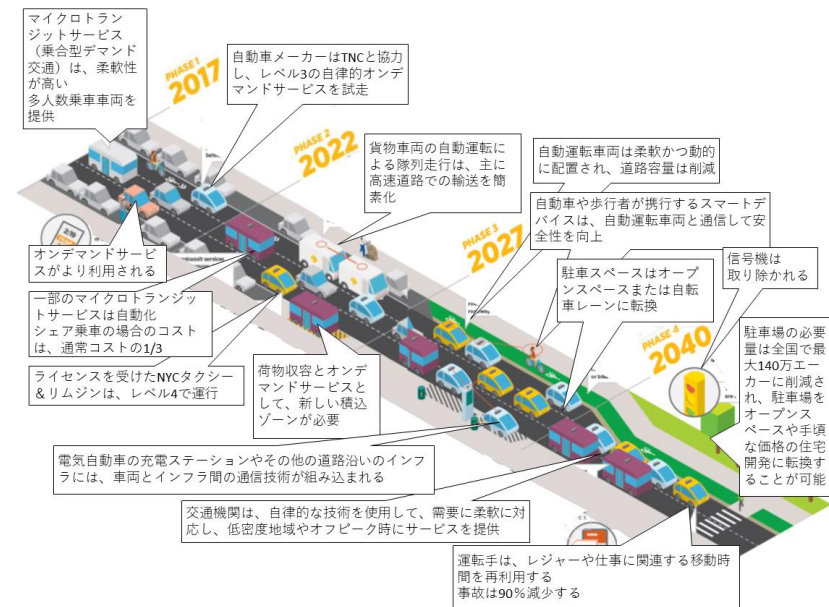 マイクロトラン
ジットサービス
（乗合型デマンド
交通）は、柔軟性
が高い
多人数乗車車両を
提供
PHASE 1
2017
自動車メーカーはTNCと協力
し、レベル3の自律的オンデ
マンドサービスを試走
PHASE 2
2022
貨物車両の自動運転に
よる隊列走行は、主に
高速道路での輸送を簡
素化
自動運転車両は柔軟かつ動的
に配置され、道路容量は削減
自動車や歩行者が携行するスマートデ
バイスは、自動運転車両と通信して安
全性を向上
PHASE 3
2027
駐車スペースはオープ
ンスペースまたは自転
車レーンに転換
信号機は
取り除かれる
PHASE 4
2040
駐車場の必要
量は全国で最
大140万エー
カーに削減さ
れ、駐車場を
オープンス
ペースや手頃
な価格の住宅
開発に転換す
ることが可能
オンデマンドサービ
スがより利用される
ntransit services
一部のマイクロトランジッ
トサービスは自動化
シェア乗車の場合のコスト
は、通常コストの1/3
ライセンスを受けたNYCタクシー
＆リムジンは、レベル4で運行
荷物収容とオンデ
マンドサービスと
して、新しい積込
ゾーンが必要
電気自動車の充電ステーションやその他の道路沿いのインフ
ラには、車両とインフラ間の通信技術が組み込まれる
交通機関は、自律的な技術を使用して、需要に柔軟に対
応し、低密度地域やオフピーク時にサービスを提供
運転手は、レジャーや仕事に関連する移動時
間を再利用する
事故は90％減少する